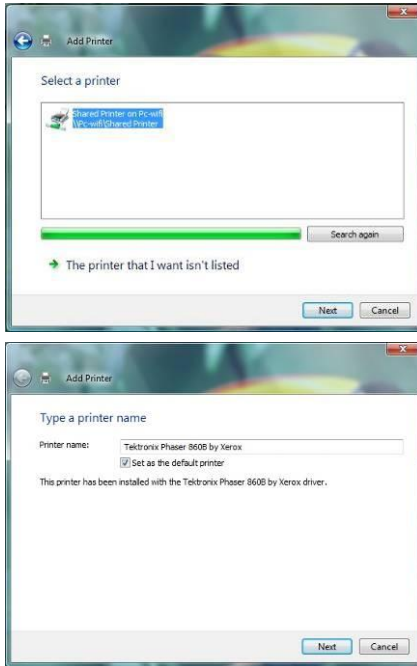 Add Printer
Select a printer
Shared Printer on Pc-wifi
\\Pc-wifi\Shared Printer
Search again
The printer that I want isn't listed
Next Cancel
Add Printer
Type a printer name
Printer name: Tektronix Phaser 860B by Xerox
Set as the default printer
This printer has been installed with the Tektronix Phaser 860B by Xerox driver.
Next Cancel